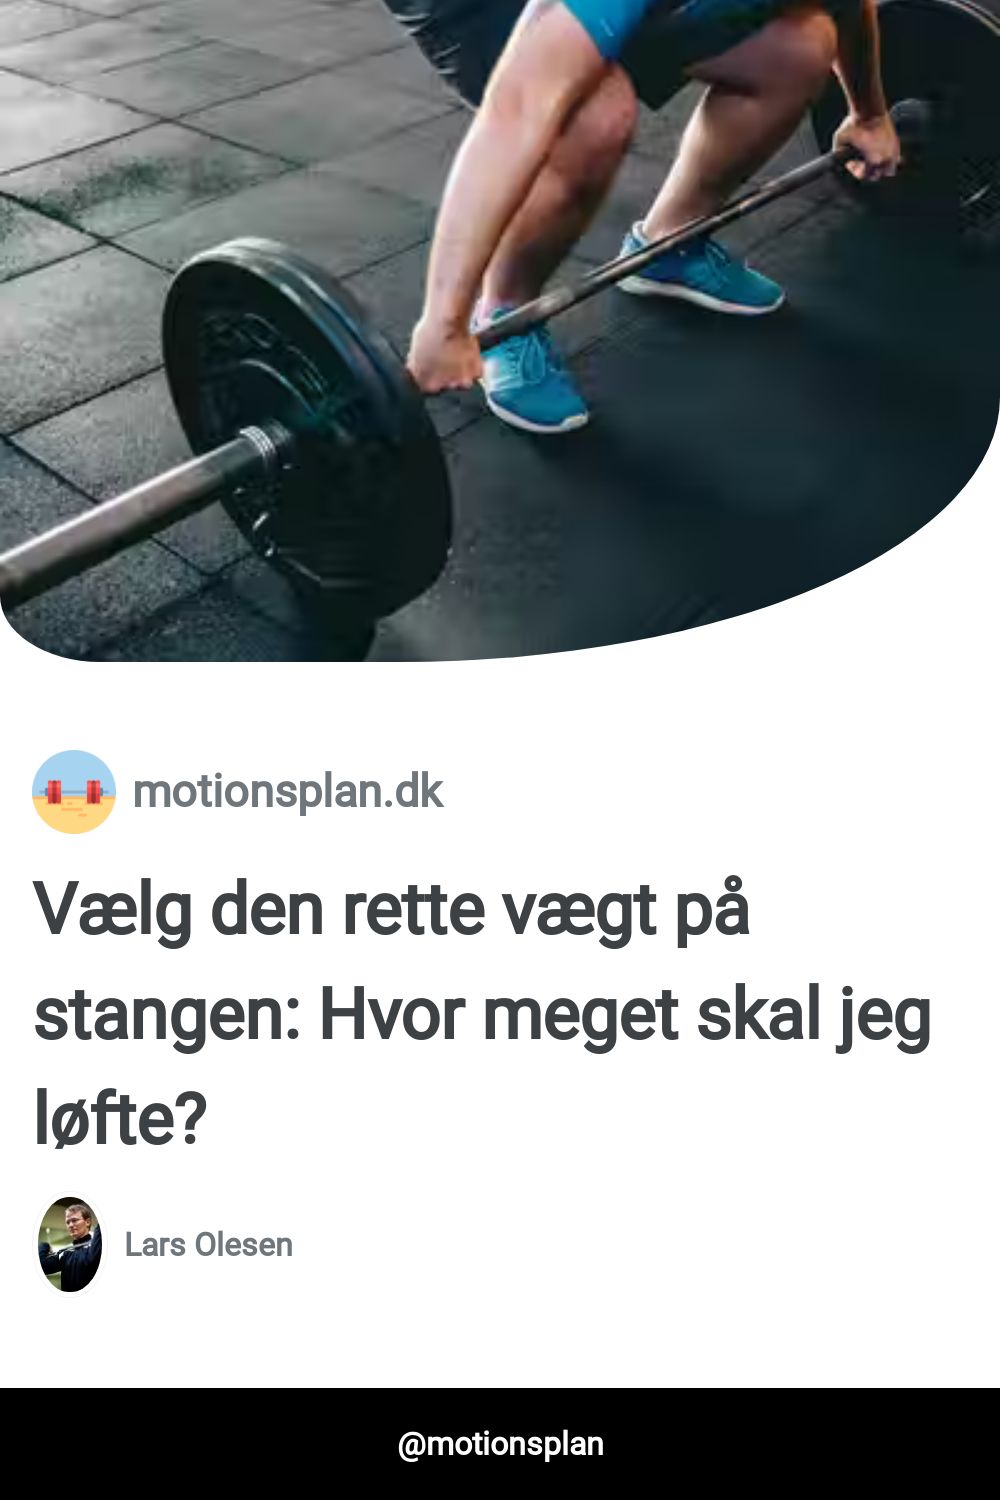 motionsplan.dk
Vælg den rette vægt på
stangen: Hvor meget skal jeg
løfte?
Lars Olesen
@motionsplan